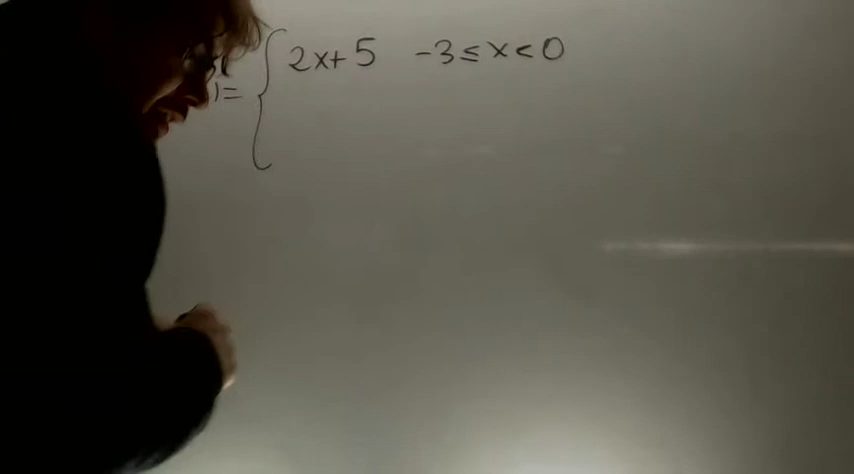 )= { 2x+5 -3≤x<0